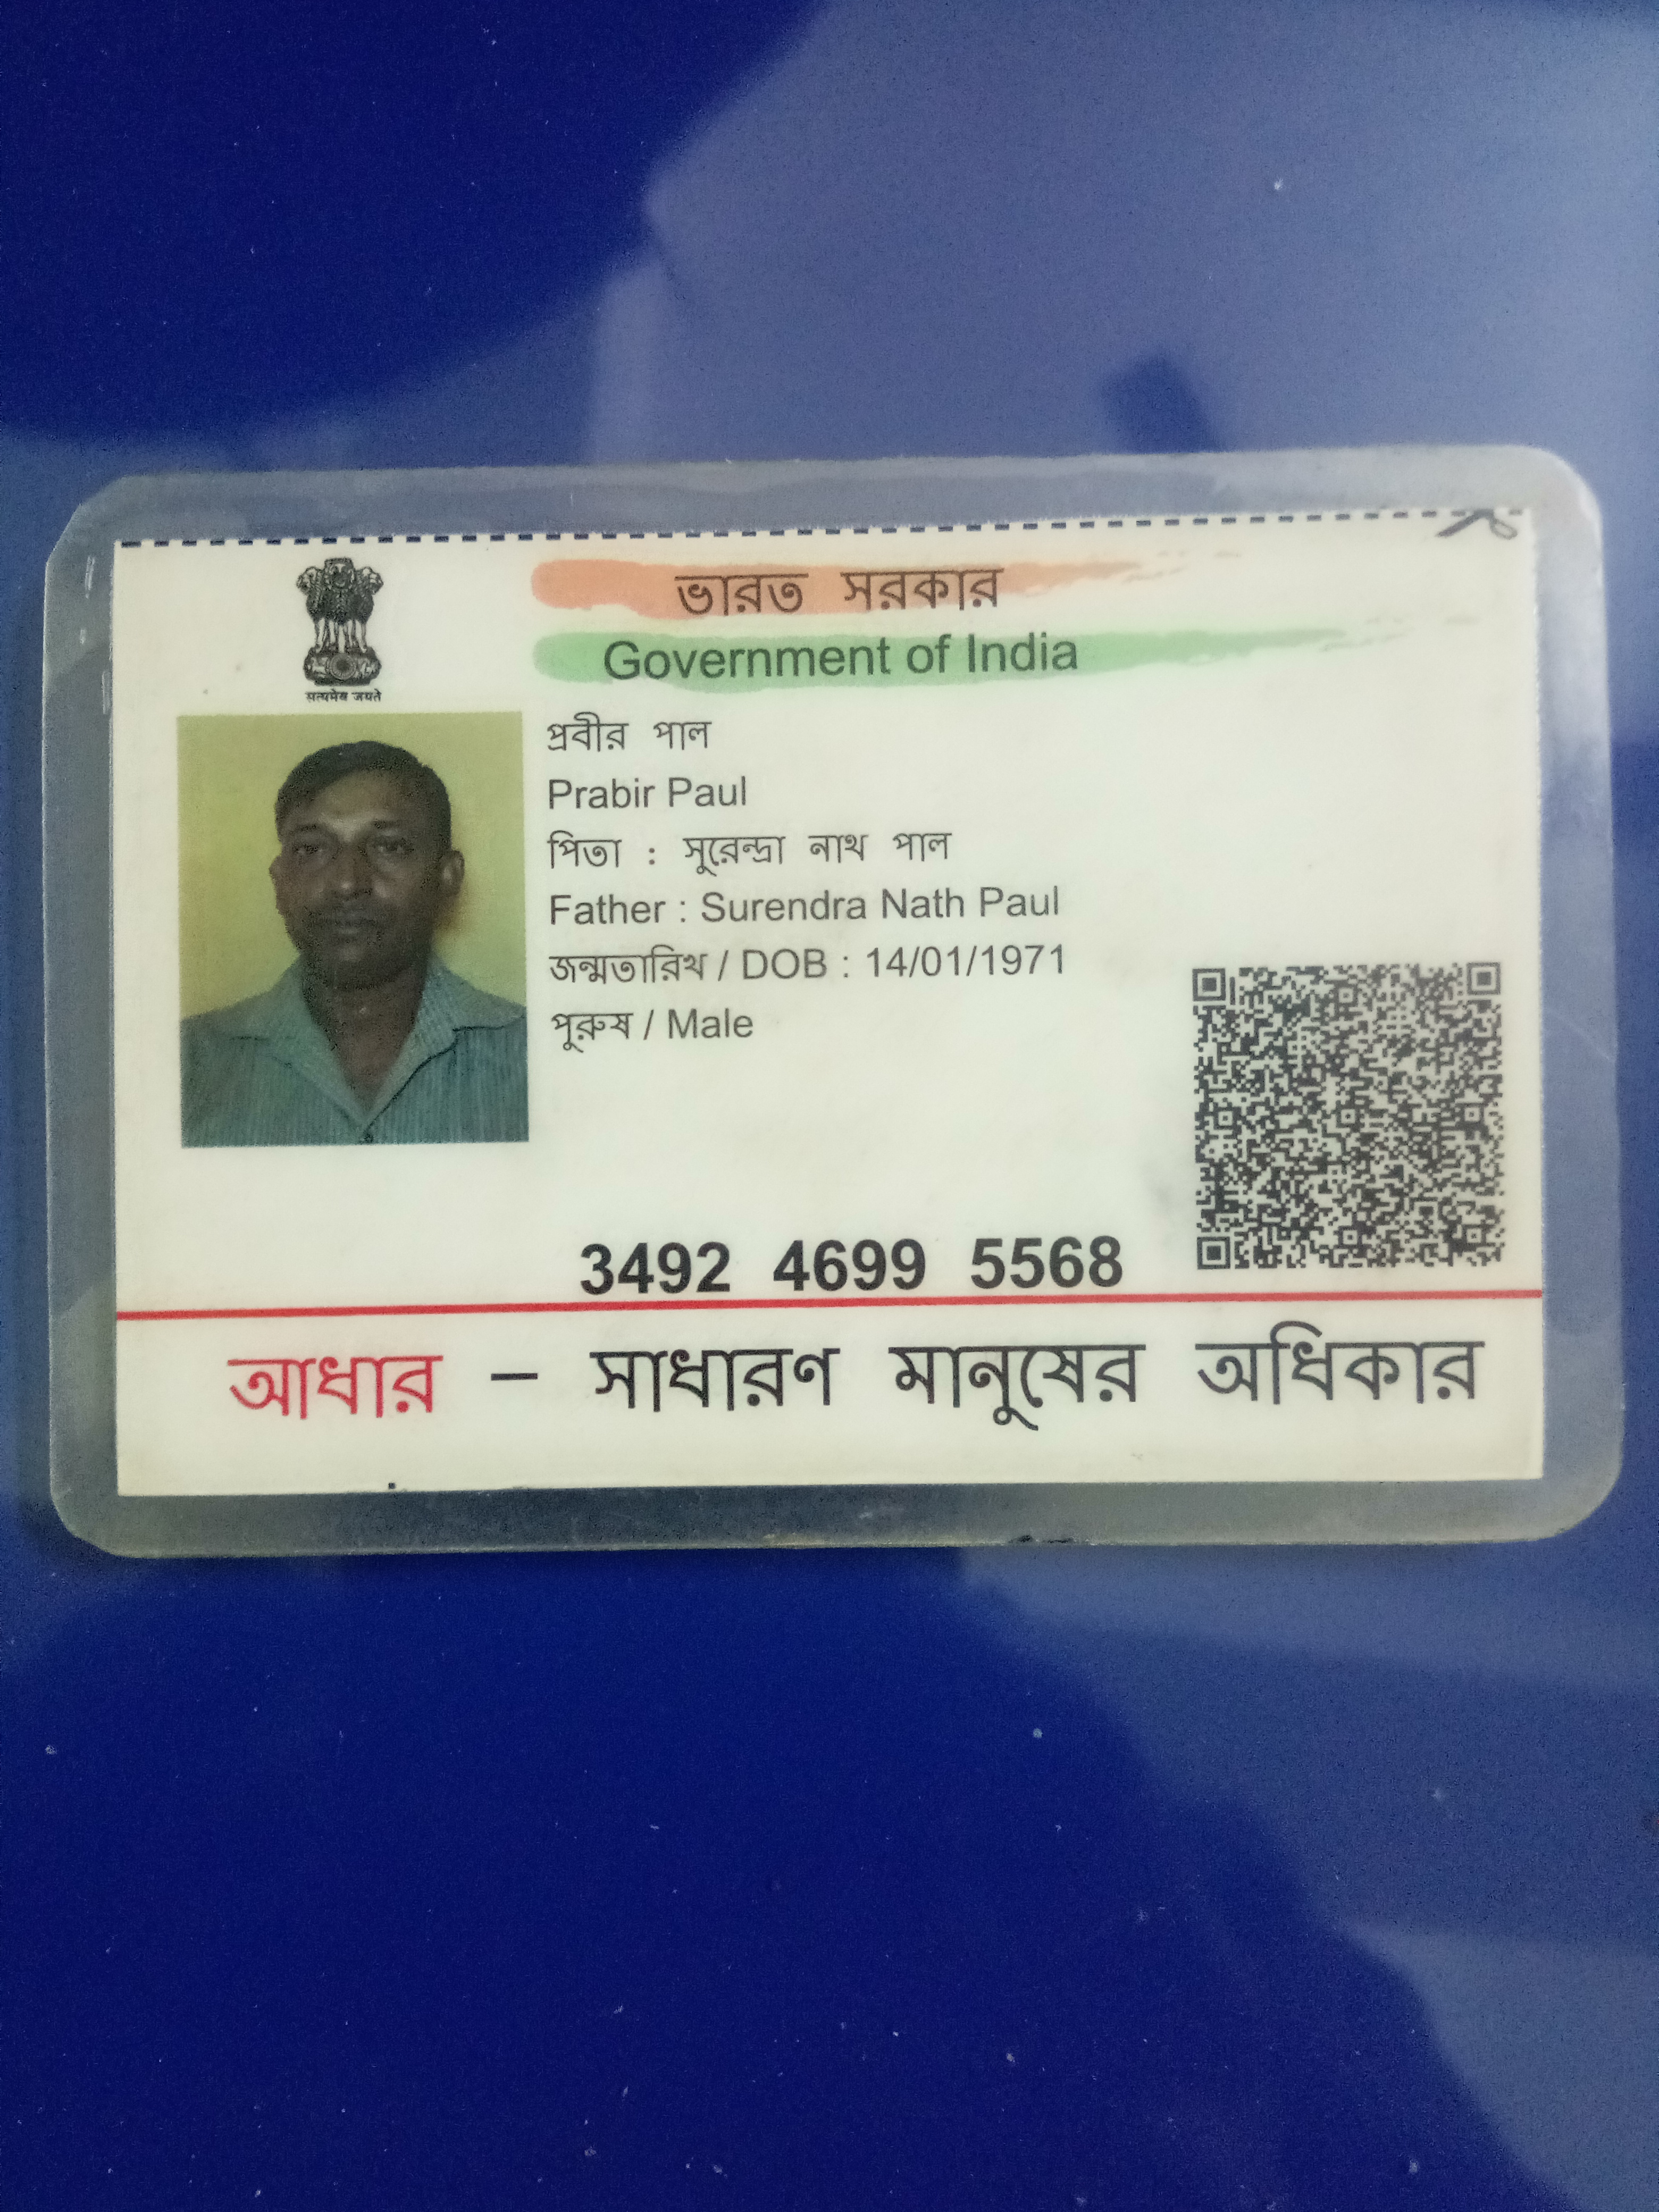 सत्यमेव जयते
ভারত সরকার
Government of India
প্রবীর পাল
Prabir Paul
পিতা : সুরেন্দ্রা নাথ পাল
Father : Surendra Nath Paul
জন্মতারিখ / DOB : 14/01/1971
পুরুষ / Male
3492 4699 5568
আধার – সাধারণ মানুষের অধিকার